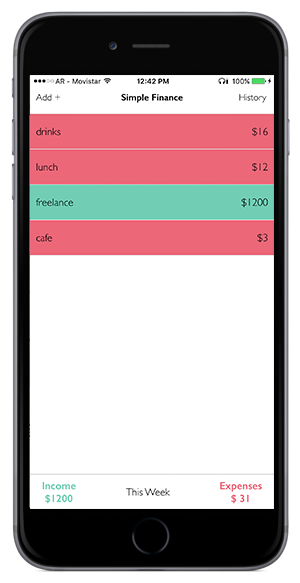 ●●●○○ AR - Movistar 12:42 PM 100%
Add + Simple Finance History
drinks $16
lunch $12
freelance $1200
cafe $3
Income This Week Expenses
$1200 $ 31